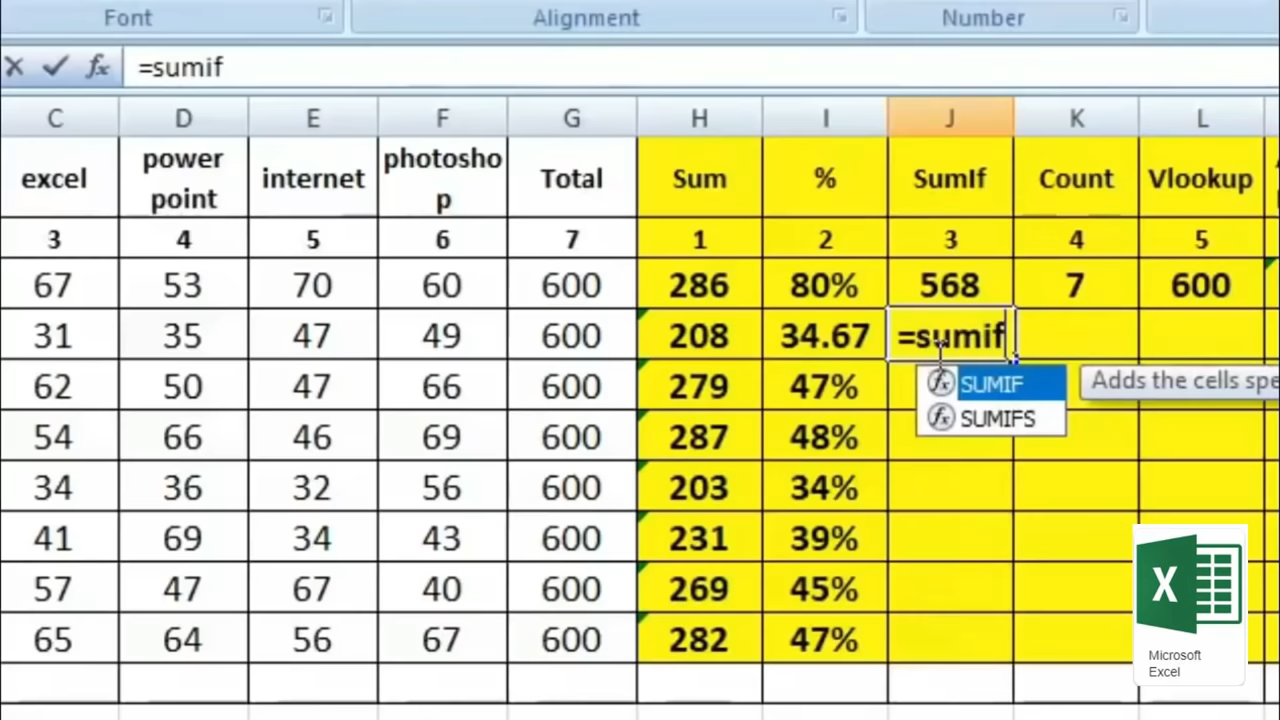 Font Alignment Number
=sumif
C D E F G H I J K L
excel power point internet photoshop Total Sum % SumIf Count Vlookup
3 4 5 6 7 1 2 3 4 5
67 53 70 60 600 286 80% 568 7 600
31 35 47 49 600 208 34.67 =sumif
62 50 47 66 600 279 47% SUMIF Adds the cells spe
54 66 46 69 600 287 48% SUMIFS
34 36 32 56 600 203 34%
41 69 34 43 600 231 39%
57 47 67 40 600 269 45%
65 64 56 67 600 282 47%
X
Microsoft
Excel